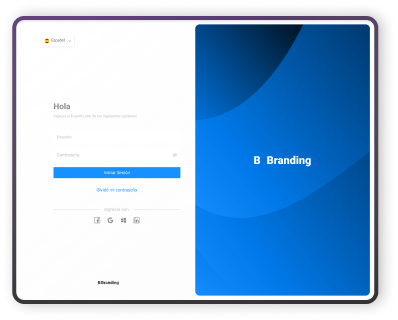 Español
Hola
Ingresa utilizando uno de los siguientes opciones
Usuario
Contraseña
Iniciar Sesión
Olvidé mi contraseña
Ingresar con
B Branding
BBranding